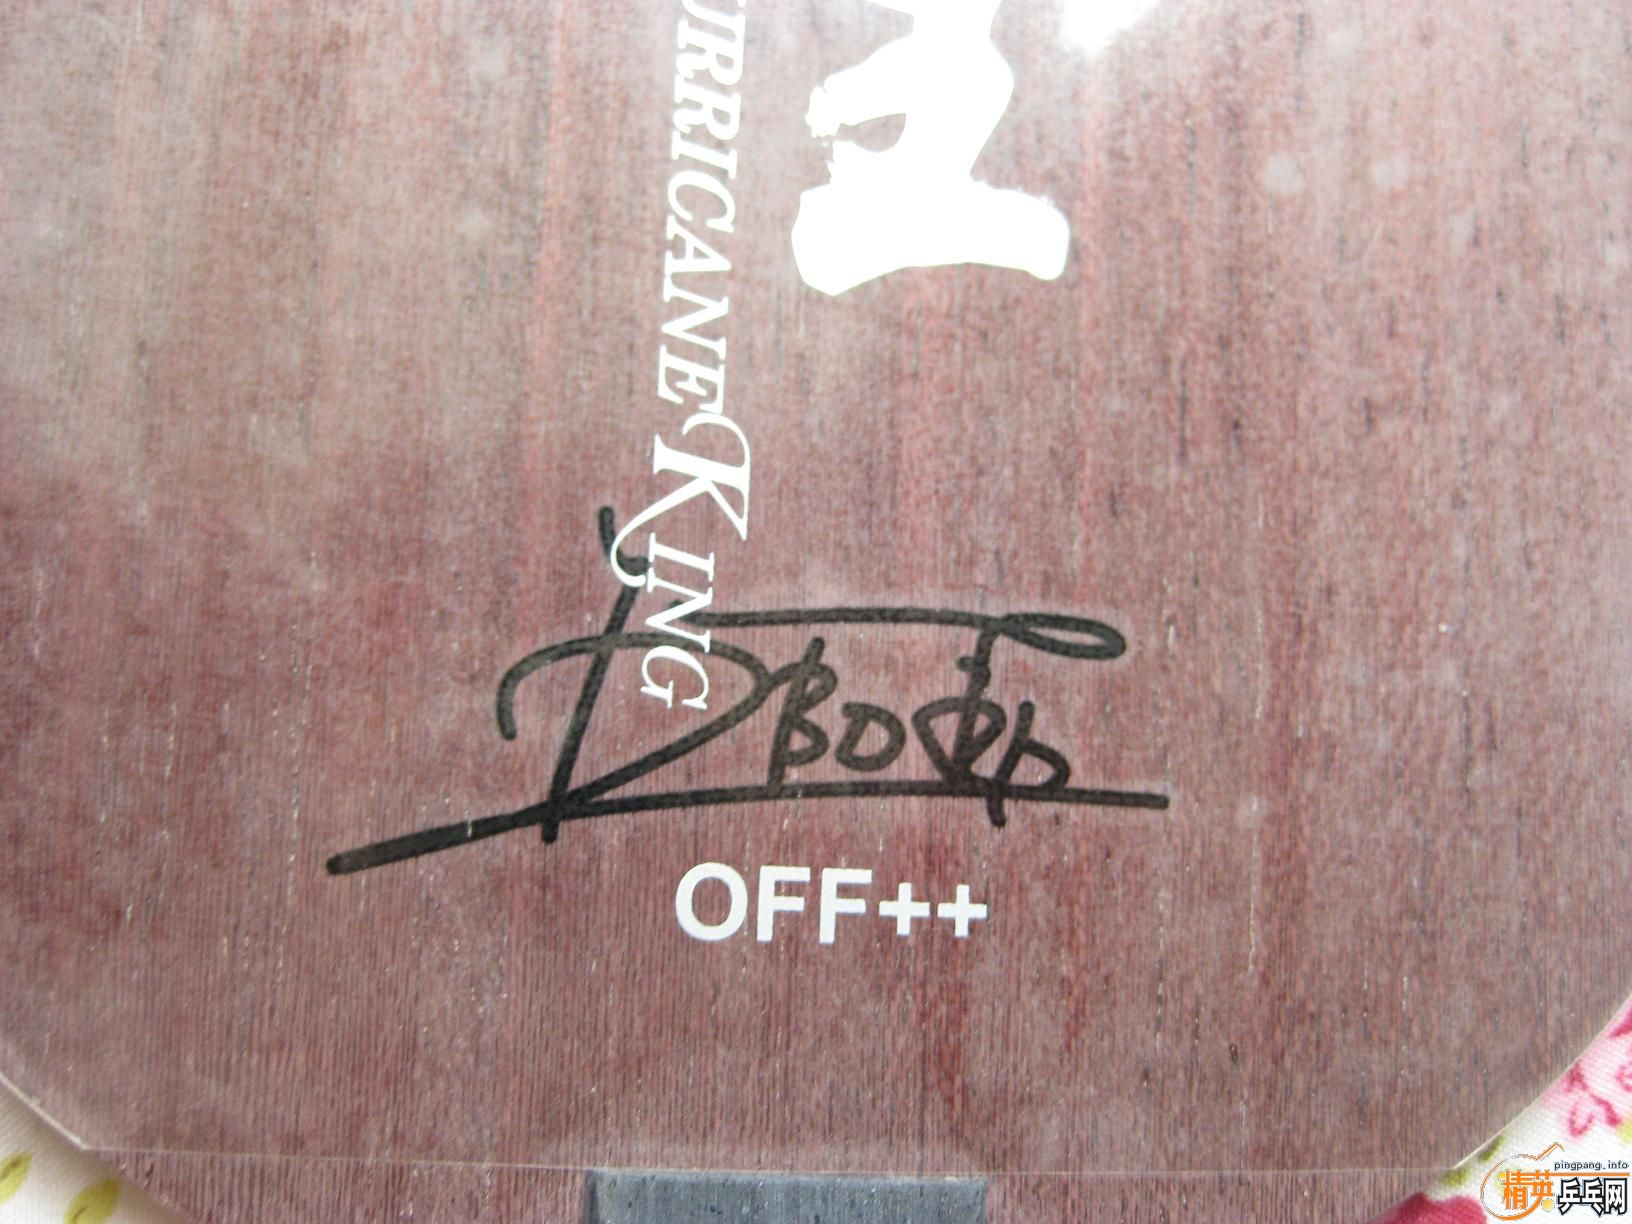 URRICANE KING
OFF++
pingpang.info
精英乒乓网